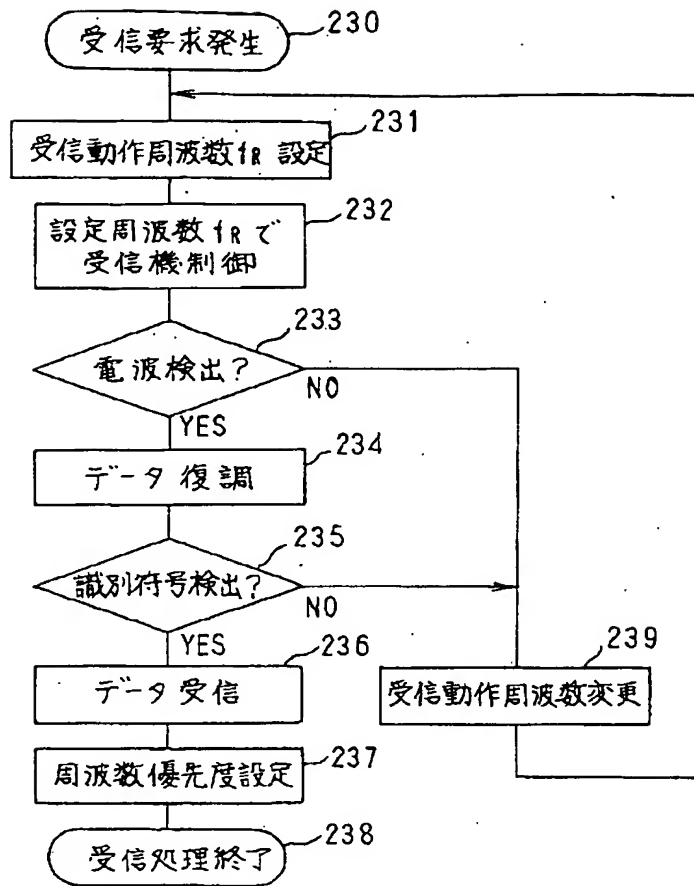 受信要求発生
230
231
受信動作周波数fR 設定
232
設定周波数fRで
受信機制御
233
電波検出?
NO
YES
234
データ復調
235
識別符号検出?
NO
YES
236
データ受信
239
受信動作周波数変更
237
周波数優先度設定
238
受信処理終了